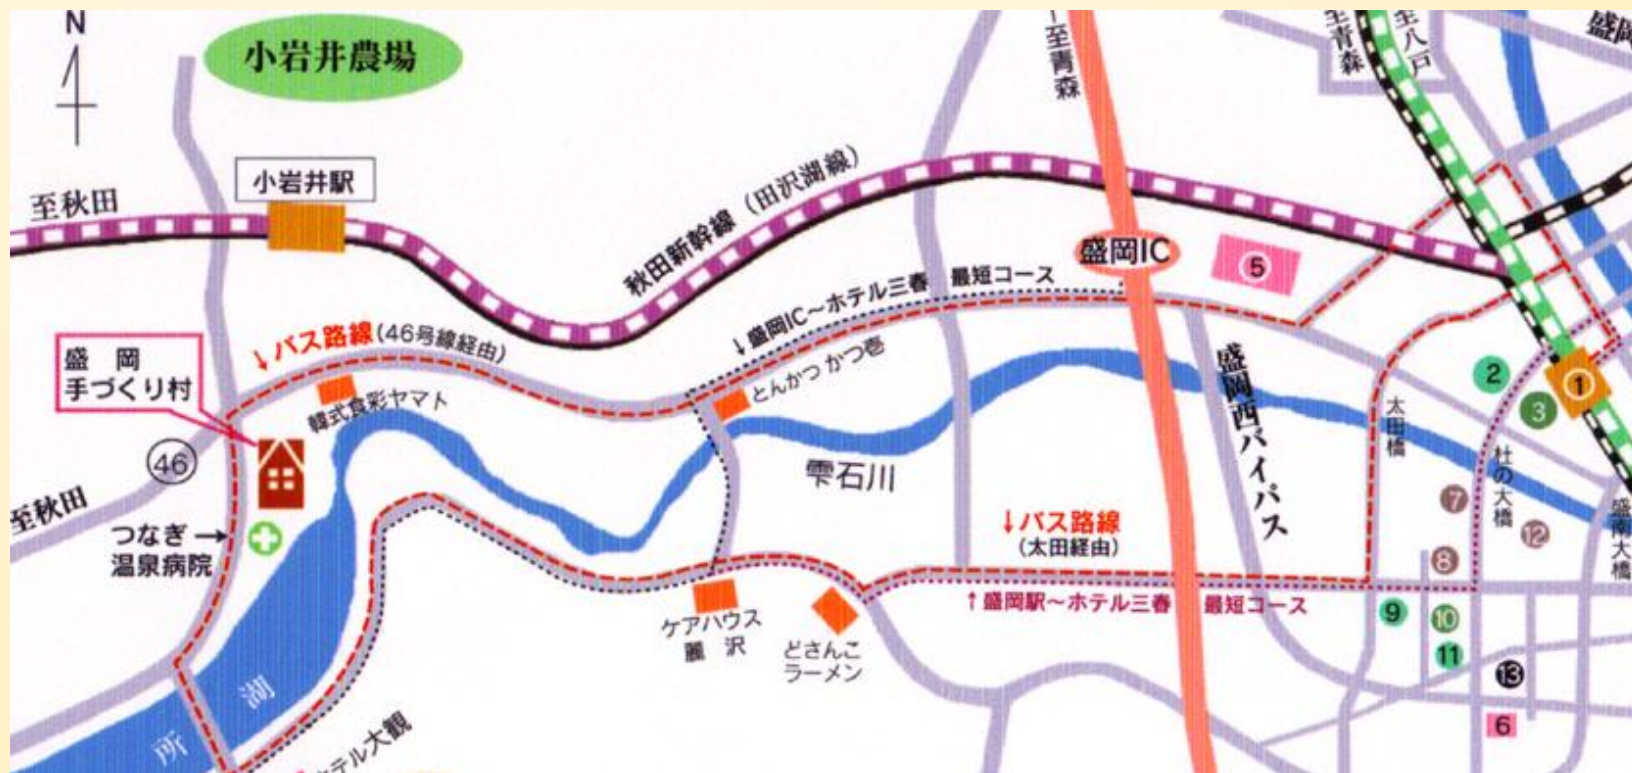 N
小岩井農場
至青森
至青森
至八戸
盛岡
至秋田
小岩井駅
秋田新幹線(田沢湖線)
盛岡IC
5
↓盛岡IC～ホテル三春 最短コース
↓バス路線(46号線経由)
盛 岡
手づくり村
韓式食彩ヤマト
とんかつ かつ壱
盛岡西バイパス
2
1
3
太田橋
杜の大橋
46
雫石川
至秋田
つなぎ→
温泉病院
↓バス路線
(太田経由)
7
12
8
盛南大橋
↑盛岡駅～ホテル三春 最短コース
9
10
11
13
6
ケアハウス
麗 沢
どさんこ
ラーメン
湖
所
テル大観